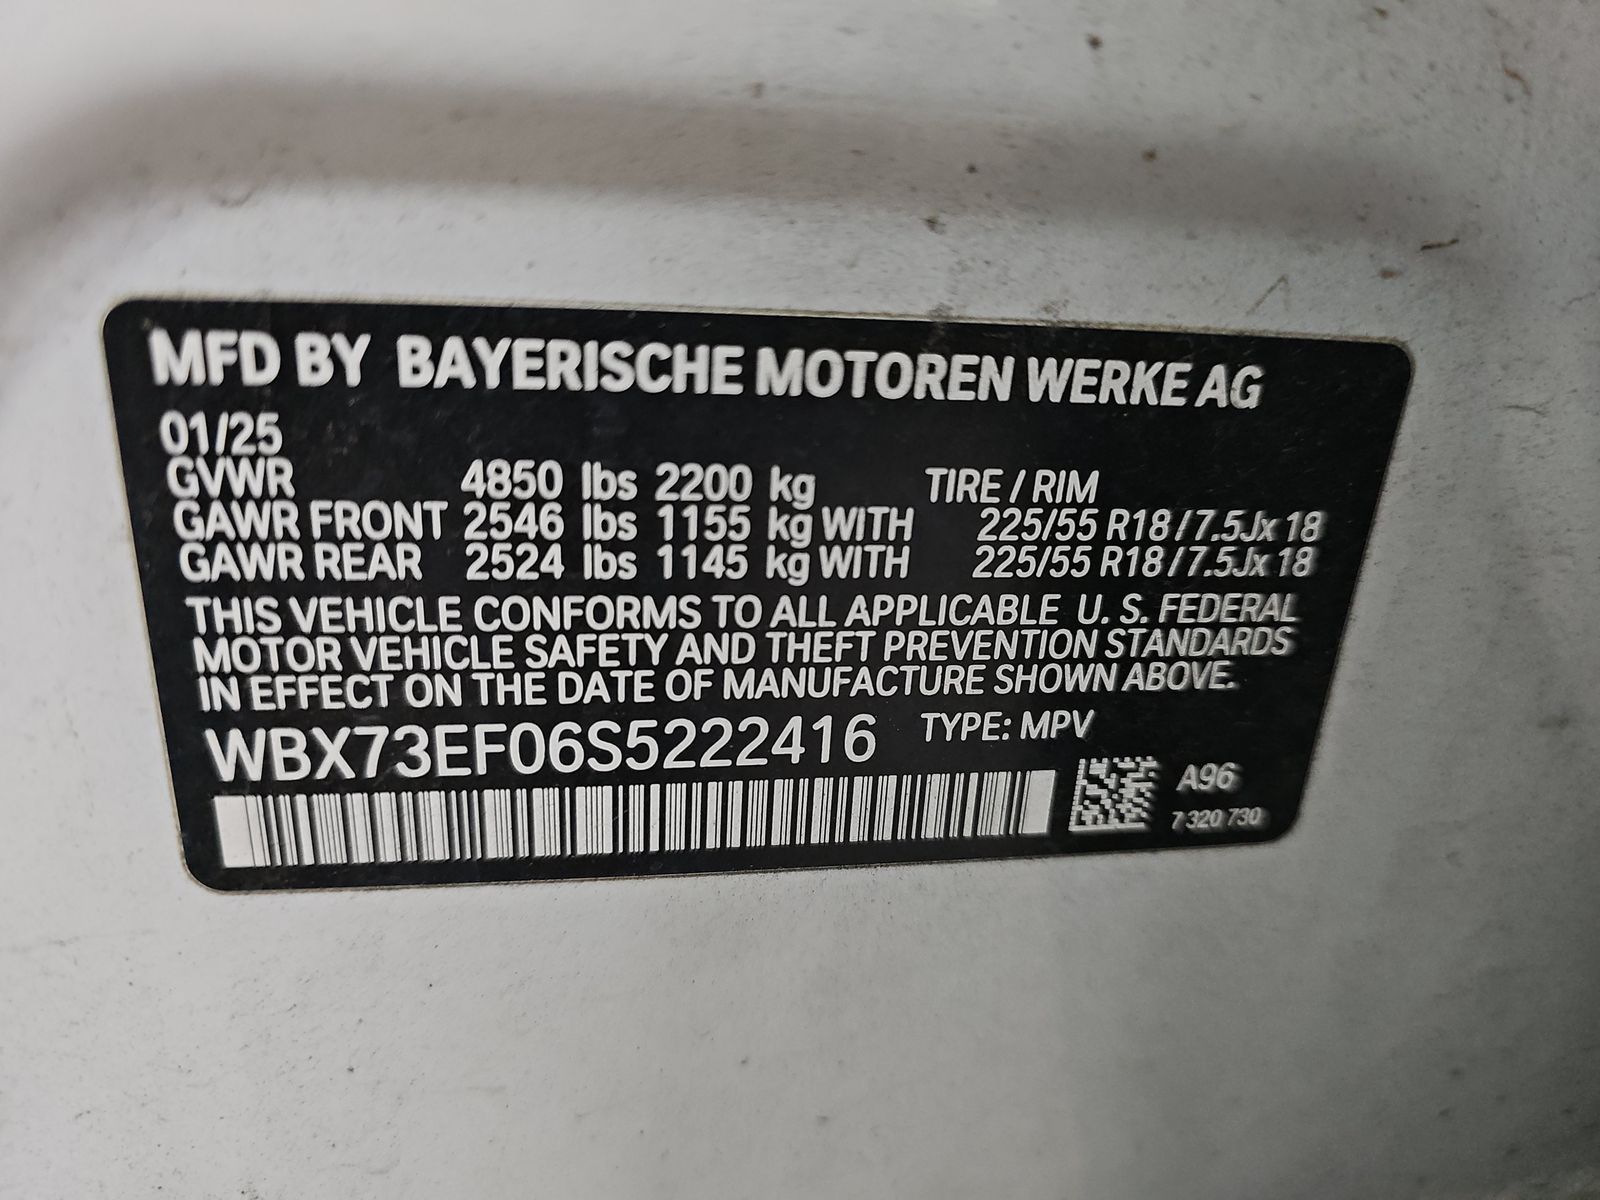 MFD BY BAYERISCHE MOTOREN WERKE AG
01/25
GVWR 4850 lbs 2200 kg TIRE / RIM
GAWR FRONT 2546 lbs 1155 kg WITH 225/55 R18 / 7.5Jx 18
GAWR REAR 2524 lbs 1145 kg WITH 225/55 R18 / 7.5Jx 18
THIS VEHICLE CONFORMS TO ALL APPLICABLE U. S. FEDERAL
MOTOR VEHICLE SAFETY AND THEFT PREVENTION STANDARDS
IN EFFECT ON THE DATE OF MANUFACTURE SHOWN ABOVE.
WBX73EF06S5222416 TYPE: MPV
A96
7 320 730